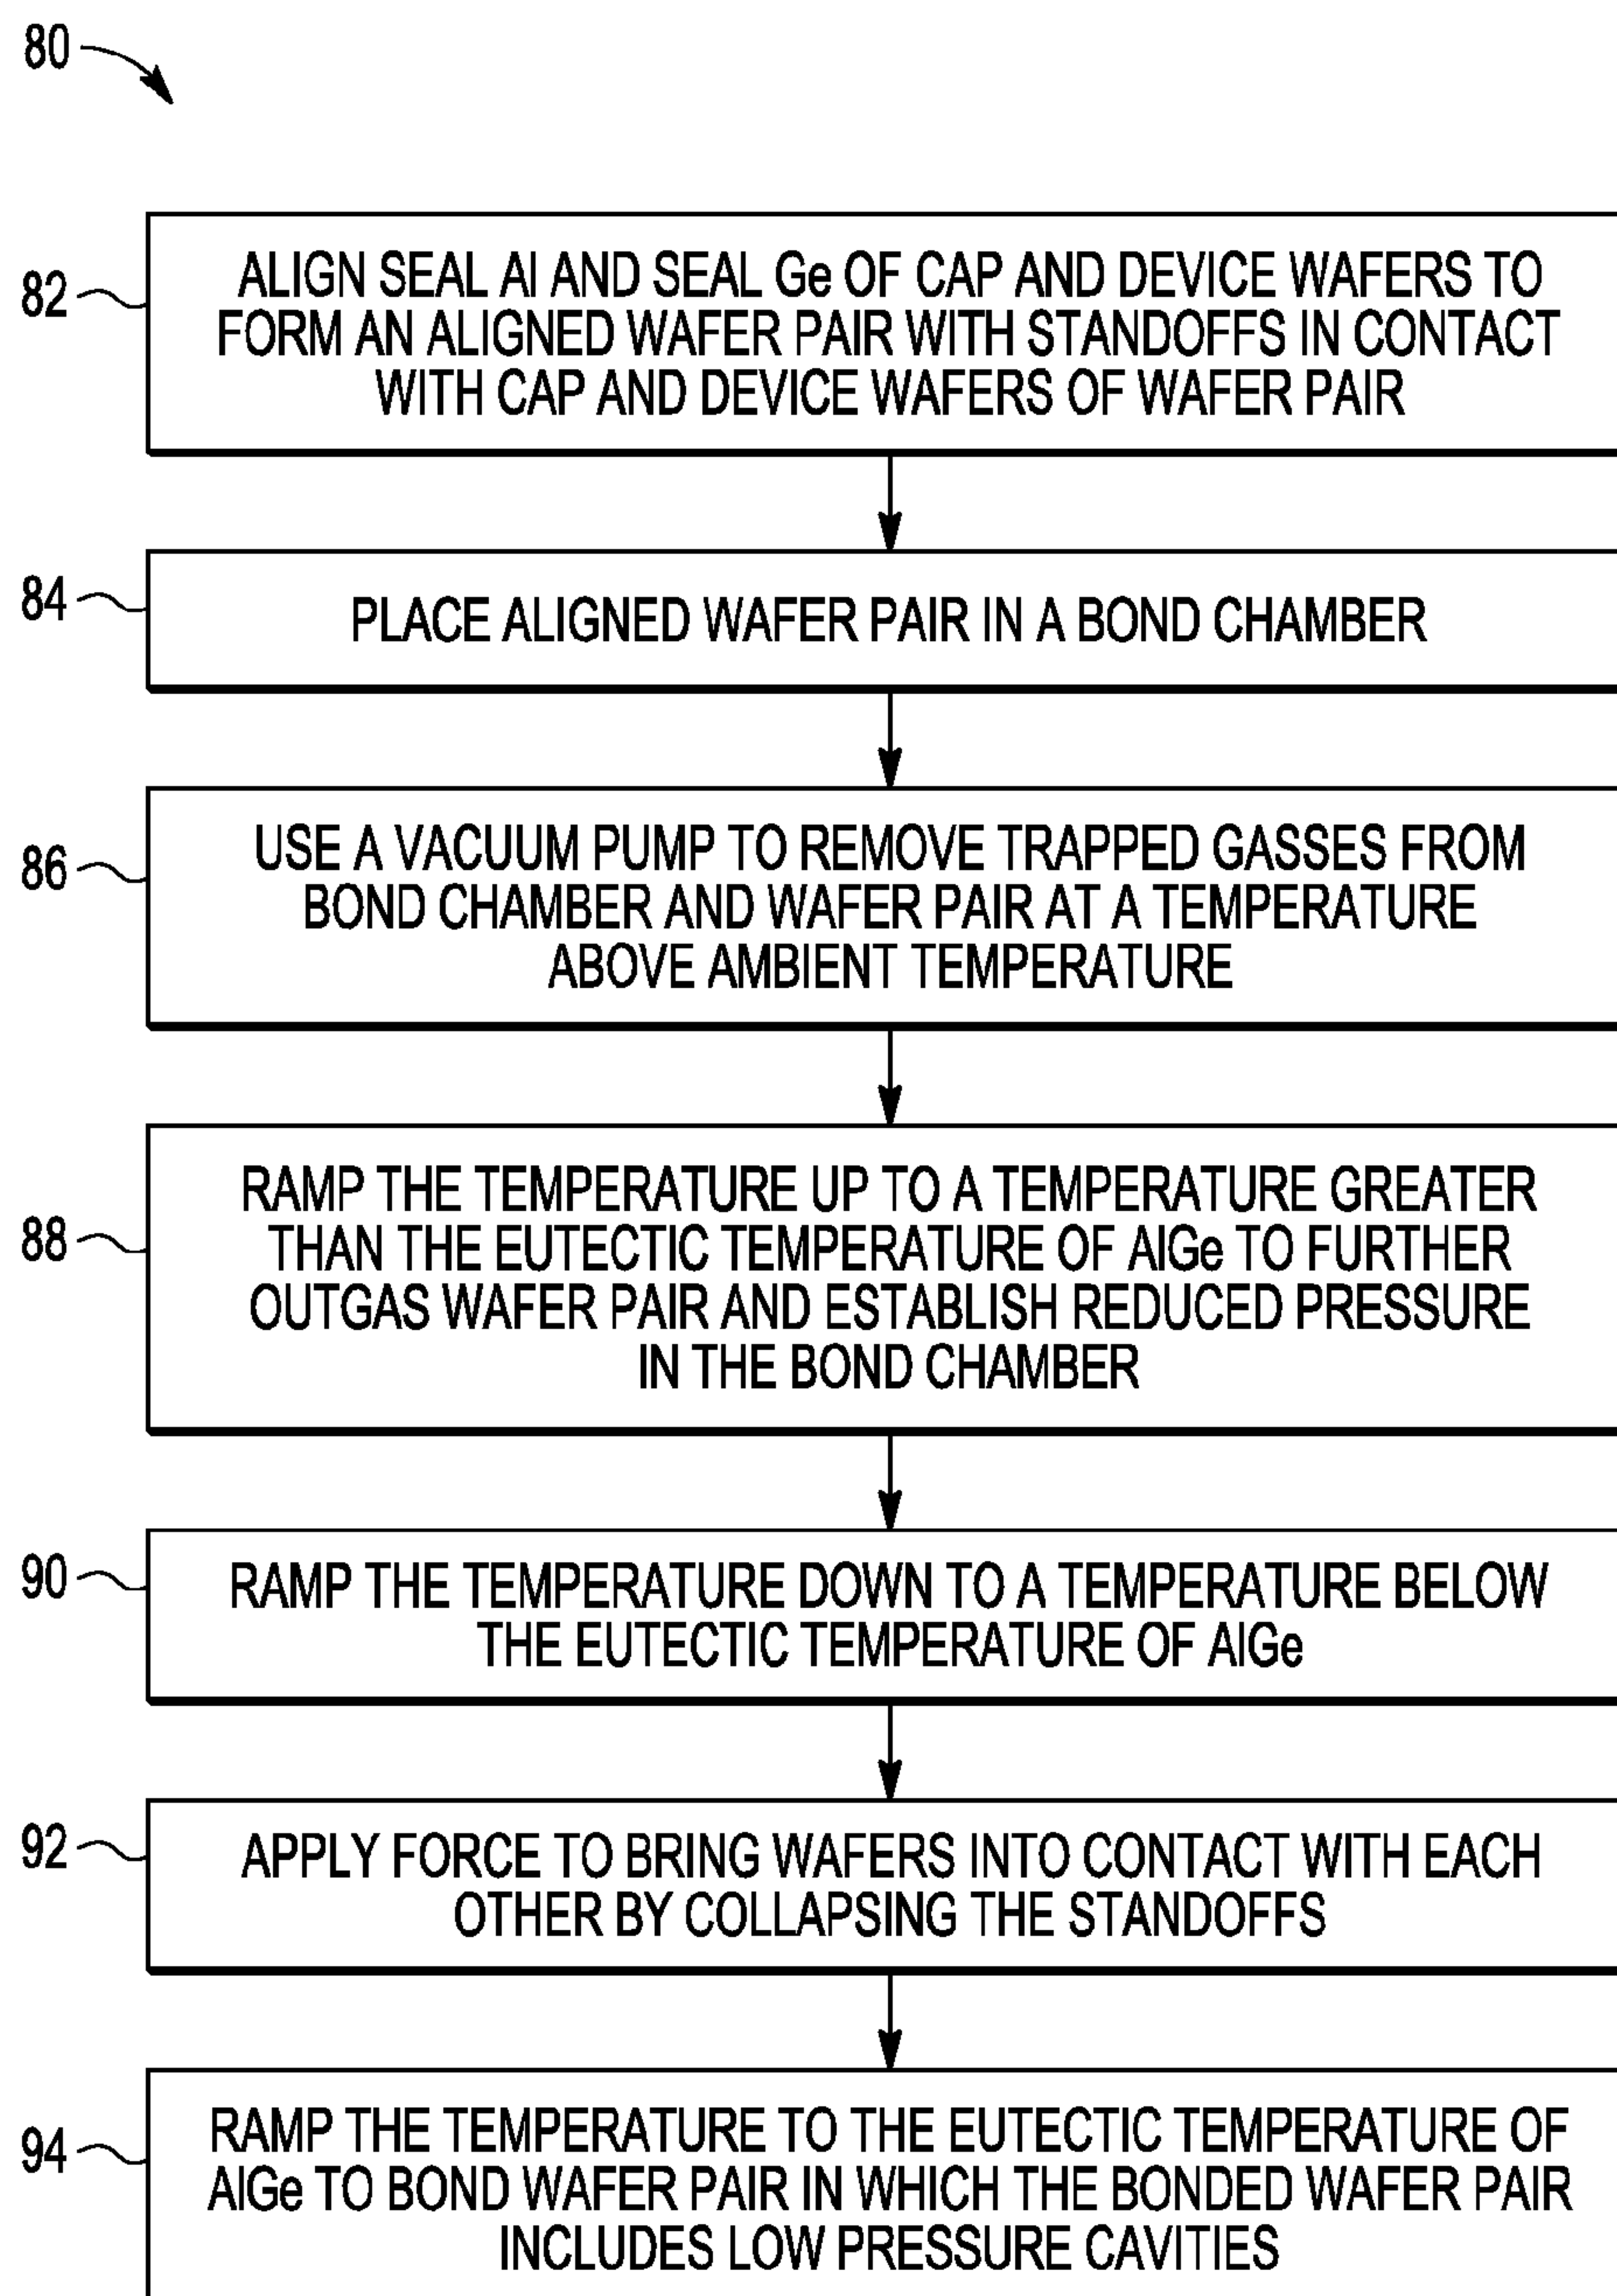 80
82
ALIGN SEAL Al AND SEAL Ge OF CAP AND DEVICE WAFERS TO
FORM AN ALIGNED WAFER PAIR WITH STANDOFFS IN CONTACT
WITH CAP AND DEVICE WAFERS OF WAFER PAIR
84
PLACE ALIGNED WAFER PAIR IN A BOND CHAMBER
86
USE A VACUUM PUMP TO REMOVE TRAPPED GASSES FROM
BOND CHAMBER AND WAFER PAIR AT A TEMPERATURE
ABOVE AMBIENT TEMPERATURE
88
RAMP THE TEMPERATURE UP TO A TEMPERATURE GREATER
THAN THE EUTECTIC TEMPERATURE OF AlGe TO FURTHER
OUTGAS WAFER PAIR AND ESTABLISH REDUCED PRESSURE
IN THE BOND CHAMBER
90
RAMP THE TEMPERATURE DOWN TO A TEMPERATURE BELOW
THE EUTECTIC TEMPERATURE OF AlGe
92
APPLY FORCE TO BRING WAFERS INTO CONTACT WITH EACH
OTHER BY COLLAPSING THE STANDOFFS
94
RAMP THE TEMPERATURE TO THE EUTECTIC TEMPERATURE OF
AlGe TO BOND WAFER PAIR IN WHICH THE BONDED WAFER PAIR
INCLUDES LOW PRESSURE CAVITIES